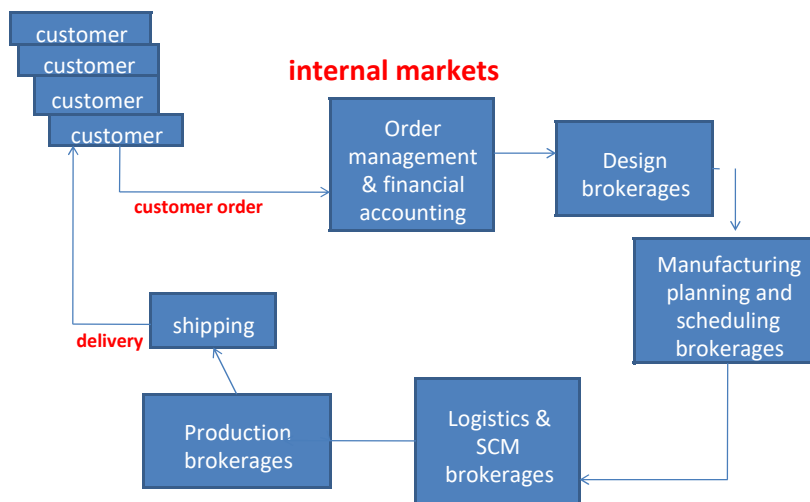 customer
customer
customer
customer
internal markets
Order
management
& financial
accounting
Design
brokerages
customer order
Manufacturing
planning and
scheduling
brokerages
shipping
delivery
Production
brokerages
Logistics &
SCM
brokerages